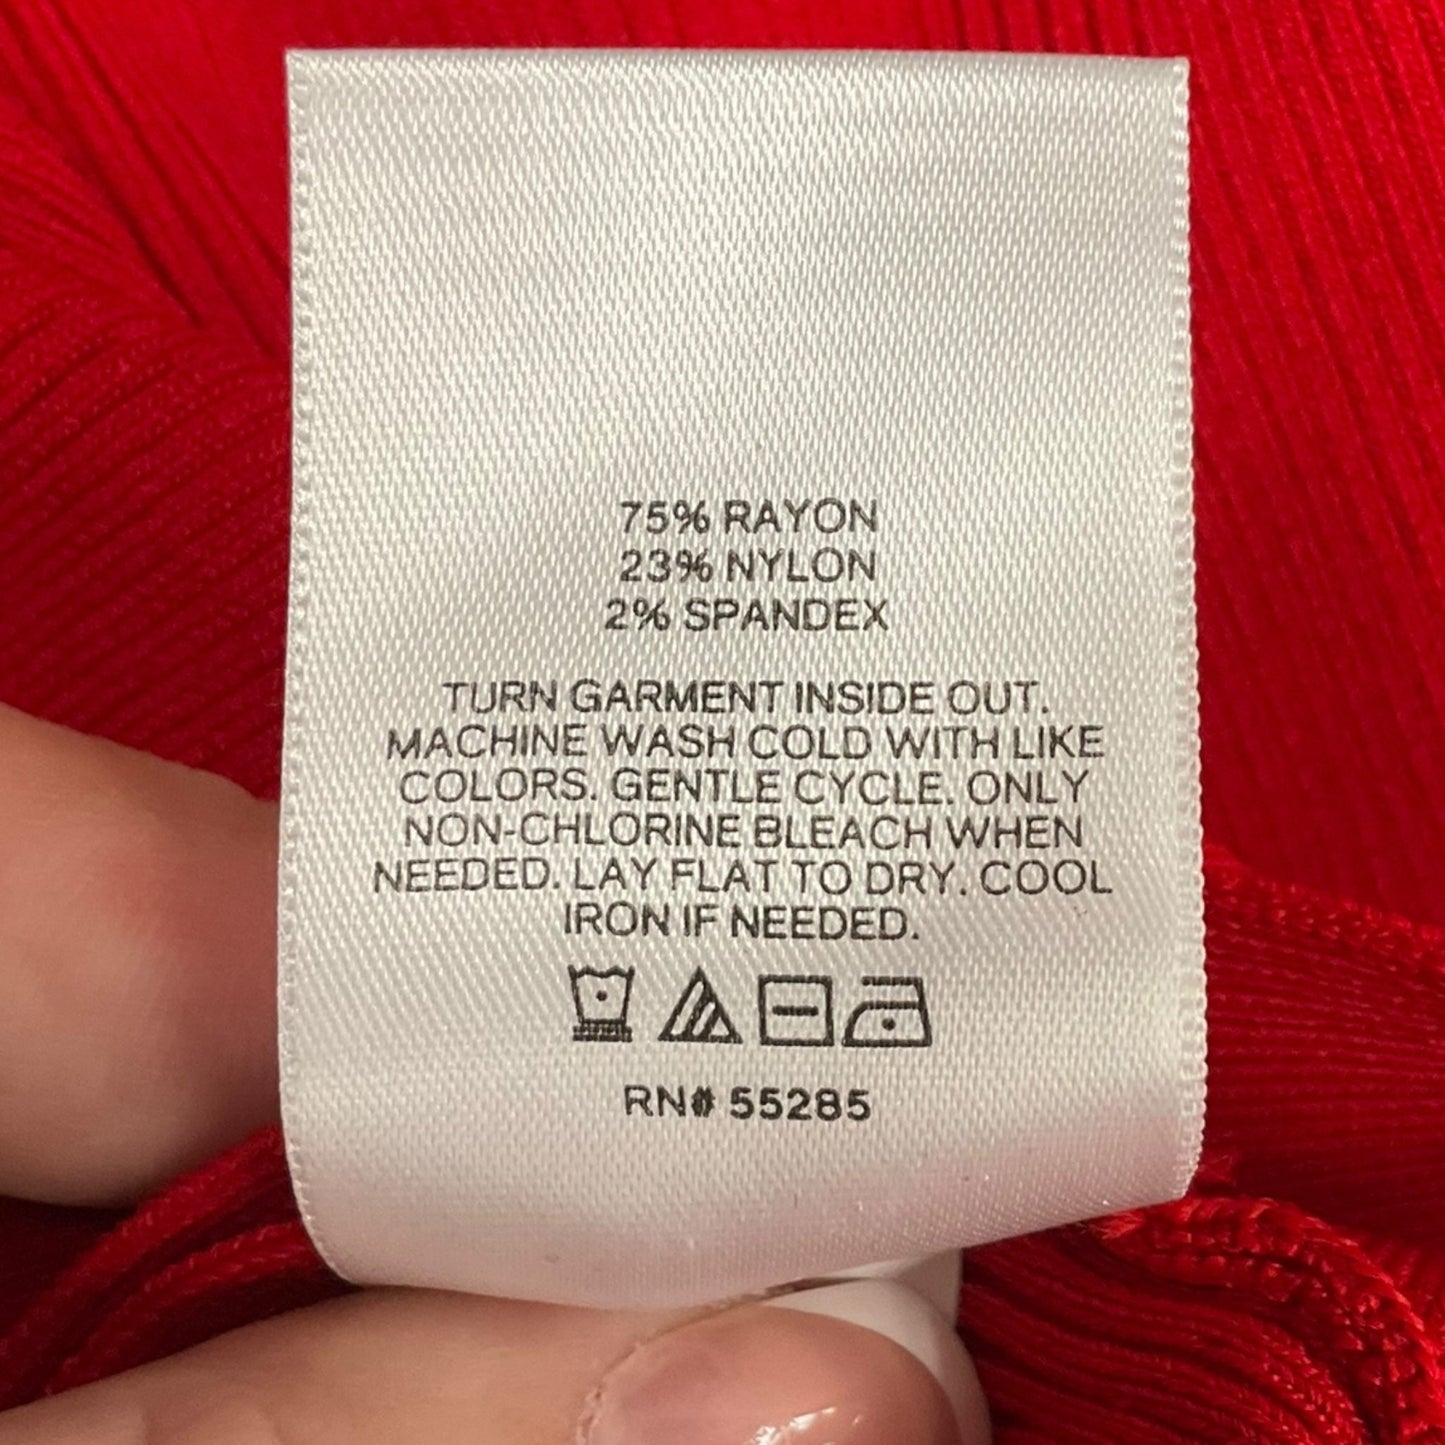 75% RAYON
23% NYLON
2% SPANDEX
TURN GARMENT INSIDE OUT.
MACHINE WASH COLD WITH LIKE
COLORS. GENTLE CYCLE. ONLY
NON-CHLORINE BLEACH WHEN
NEEDED. LAY FLAT TO DRY. COOL
IRON IF NEEDED.
RN# 55285